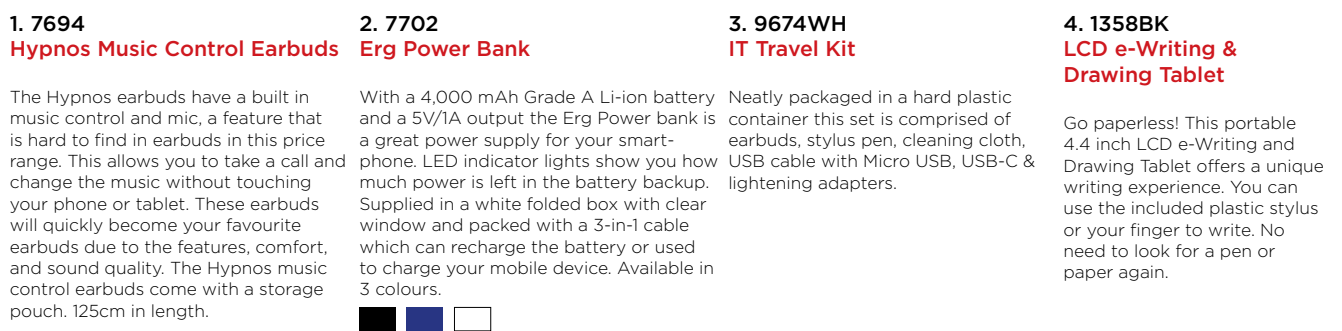 1. 7694
Hypnos Music Control Earbuds
The Hypnos earbuds have a built in
music control and mic, a feature that
is hard to find in earbuds in this price
range. This allows you to take a call and
change the music without touching
your phone or tablet. These earbuds
will quickly become your favourite
earbuds due to the features, comfort,
and sound quality. The Hypnos music
control earbuds come with a storage
pouch. 125cm in length.
2. 7702
Erg Power Bank
With a 4,000 mAh Grade A Li-ion battery
and a 5V/1A output the Erg Power bank is
a great power supply for your smart-
phone. LED indicator lights show you how
much power is left in the battery backup.
Supplied in a white folded box with clear
window and packed with a 3-in-1 cable
which can recharge the battery or used
to charge your mobile device. Available in
3 colours.
3. 9674WH
IT Travel Kit
Neatly packaged in a hard plastic
container this set is comprised of
earbuds, stylus pen, cleaning cloth,
USB cable with Micro USB, USB-C &
lightening adapters.
4. 1358BK
LCD e-Writing &
Drawing Tablet
Go paperless! This portable
4.4 inch LCD e-Writing and
Drawing Tablet offers a unique
writing experience. You can
use the included plastic stylus
or your finger to write. No
need to look for a pen or
paper again.